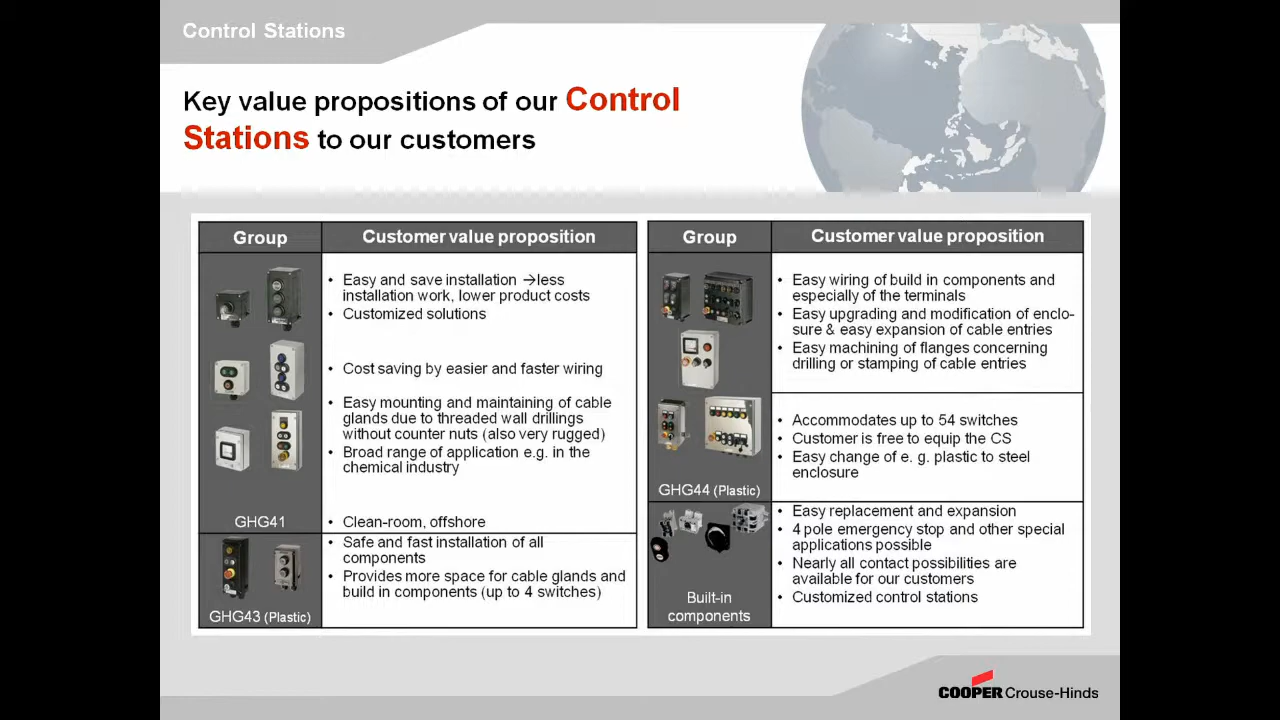 Control Stations
Key value propositions of our Control
Stations to our customers
Group
Customer value proposition
• Easy and save installation →less
installation work, lower product costs
• Customized solutions
• Cost saving by easier and faster wiring
• Easy mounting and maintaining of cable
glands due to threaded wall drillings
without counter nuts (also very rugged)
• Broad range of application e.g. in the
chemical industry
GHG41
• Clean-room, offshore
• Safe and fast installation of all
components
• Provides more space for cable glands and
build in components (up to 4 switches)
GHG43 (Plastic)
Group
Customer value proposition
• Easy wiring of build in components and
especially of the terminals
• Easy upgrading and modification of enclo-
sure & easy expansion of cable entries
• Easy machining of flanges concerning
drilling or stamping of cable entries
• Accommodates up to 54 switches
• Customer is free to equip the CS
• Easy change of e. g. plastic to steel
enclosure
GHG44 (Plastic)
• Easy replacement and expansion
• 4 pole emergency stop and other special
applications possible
• Nearly all contact possibilities are
available for our customers
• Customized control stations
Built-in
components
COOPER Crouse-Hinds